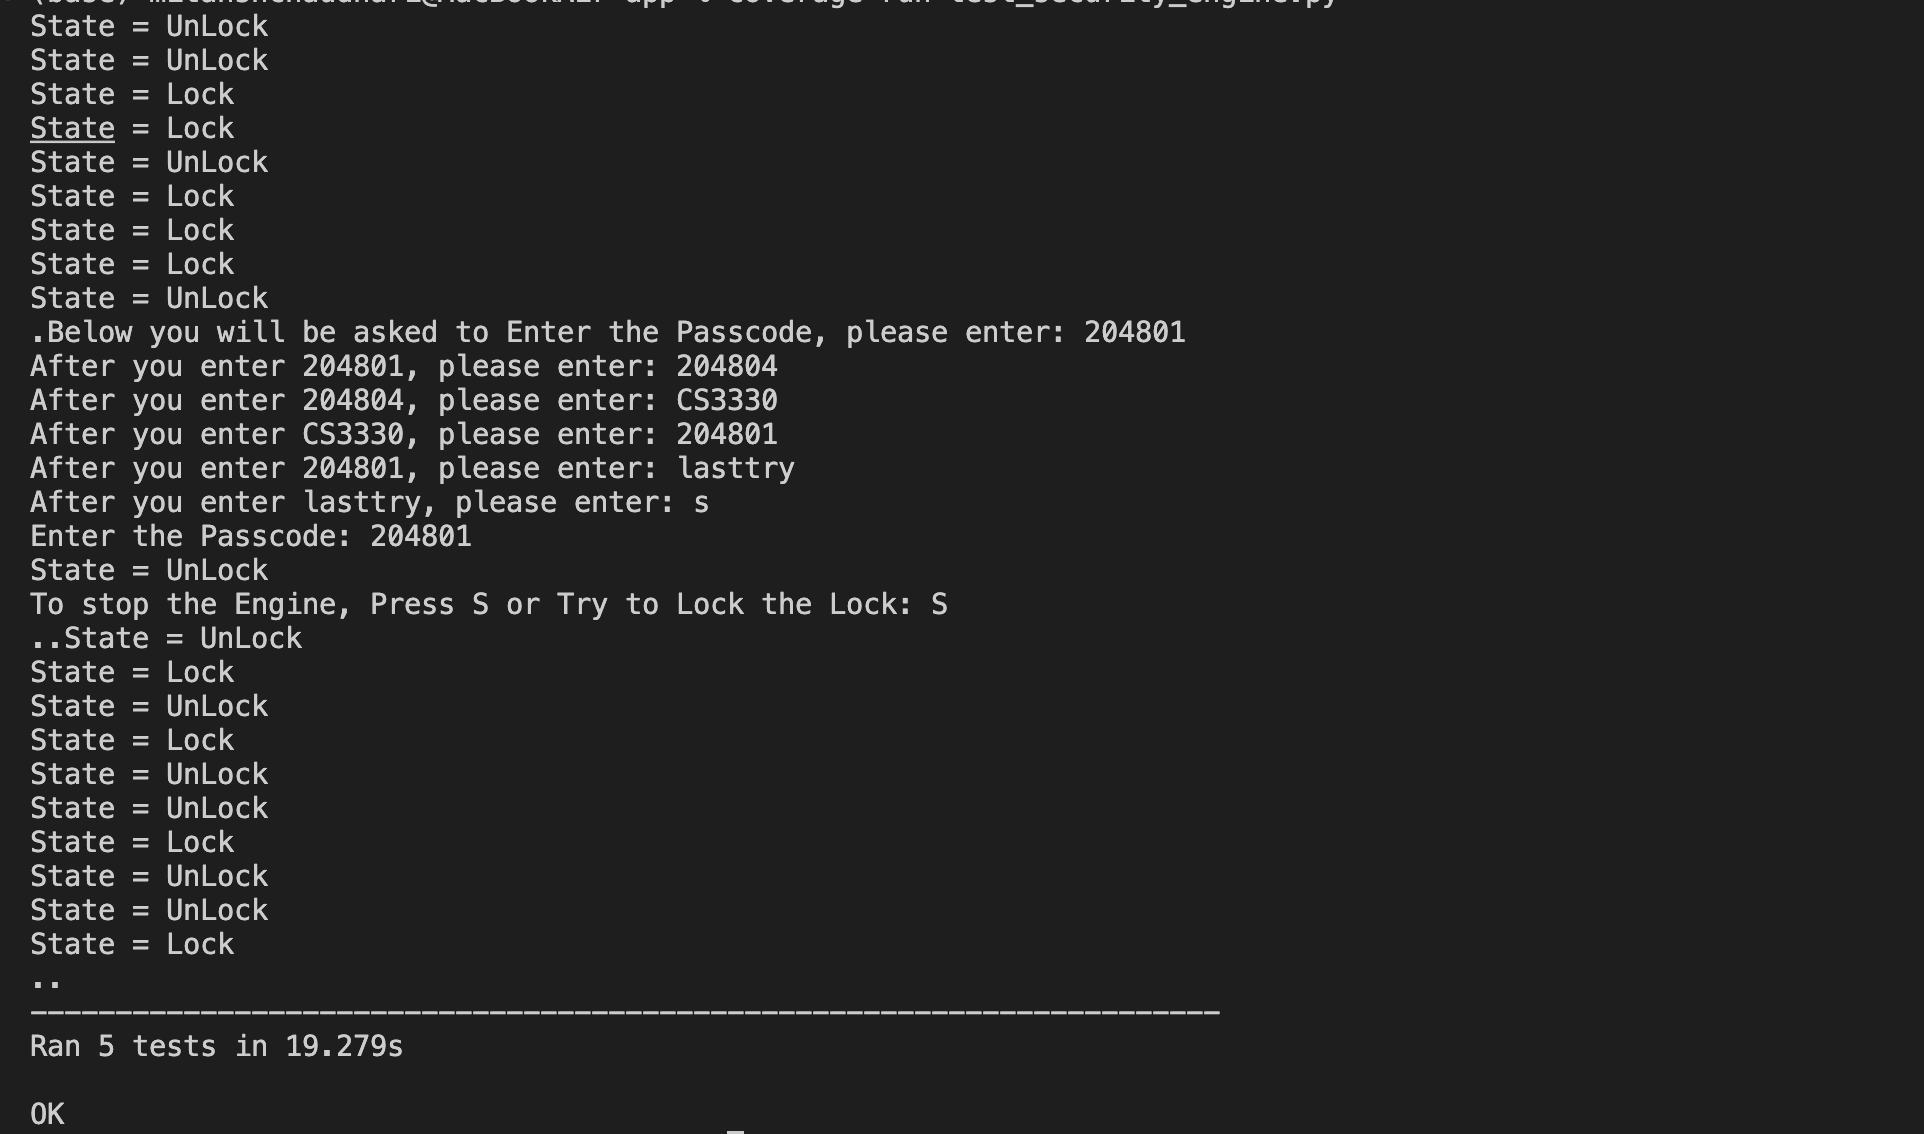 State = UnLock
State = UnLock
State = Lock
State = Lock
State = UnLock
State = Lock
State = Lock
State = Lock
State = UnLock
.Below you will be asked to Enter the Passcode, please enter: 204801
After you enter 204801, please enter: 204804
After you enter 204804, please enter: CS3330
After you enter CS3330, please enter: 204801
After you enter 204801, please enter: lasttry
After you enter lasttry, please enter: s
Enter the Passcode: 204801
State = UnLock
To stop the Engine, Press S or Try to Lock the Lock: S
..State = UnLock
State = Lock
State = UnLock
State = Lock
State = UnLock
State = UnLock
State = Lock
State = UnLock
State = UnLock
State = Lock
..
----------------------------------------------------------------------
Ran 5 tests in 19.279s
OK